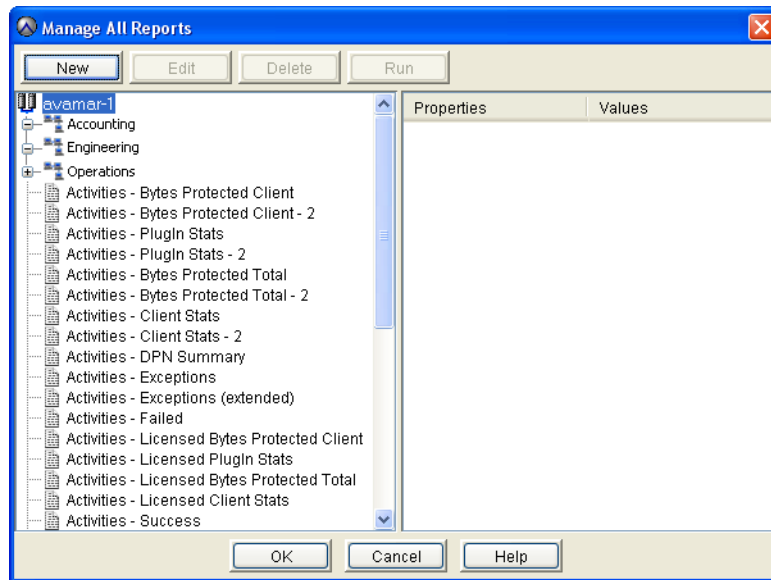 Manage All Reports
New Edit Delete Run
avamar-1
Accounting
Engineering
Operations
Activities - Bytes Protected Client
Activities - Bytes Protected Client - 2
Activities - PlugIn Stats
Activities - PlugIn Stats - 2
Activities - Bytes Protected Total
Activities - Bytes Protected Total - 2
Activities - Client Stats
Activities - Client Stats - 2
Activities - DPN Summary
Activities - Exceptions
Activities - Exceptions (extended)
Activities - Failed
Activities - Licensed Bytes Protected Client
Activities - Licensed PlugIn Stats
Activities - Licensed Bytes Protected Total
Activities - Licensed Client Stats
Activities - Success
Properties Values
OK Cancel Help